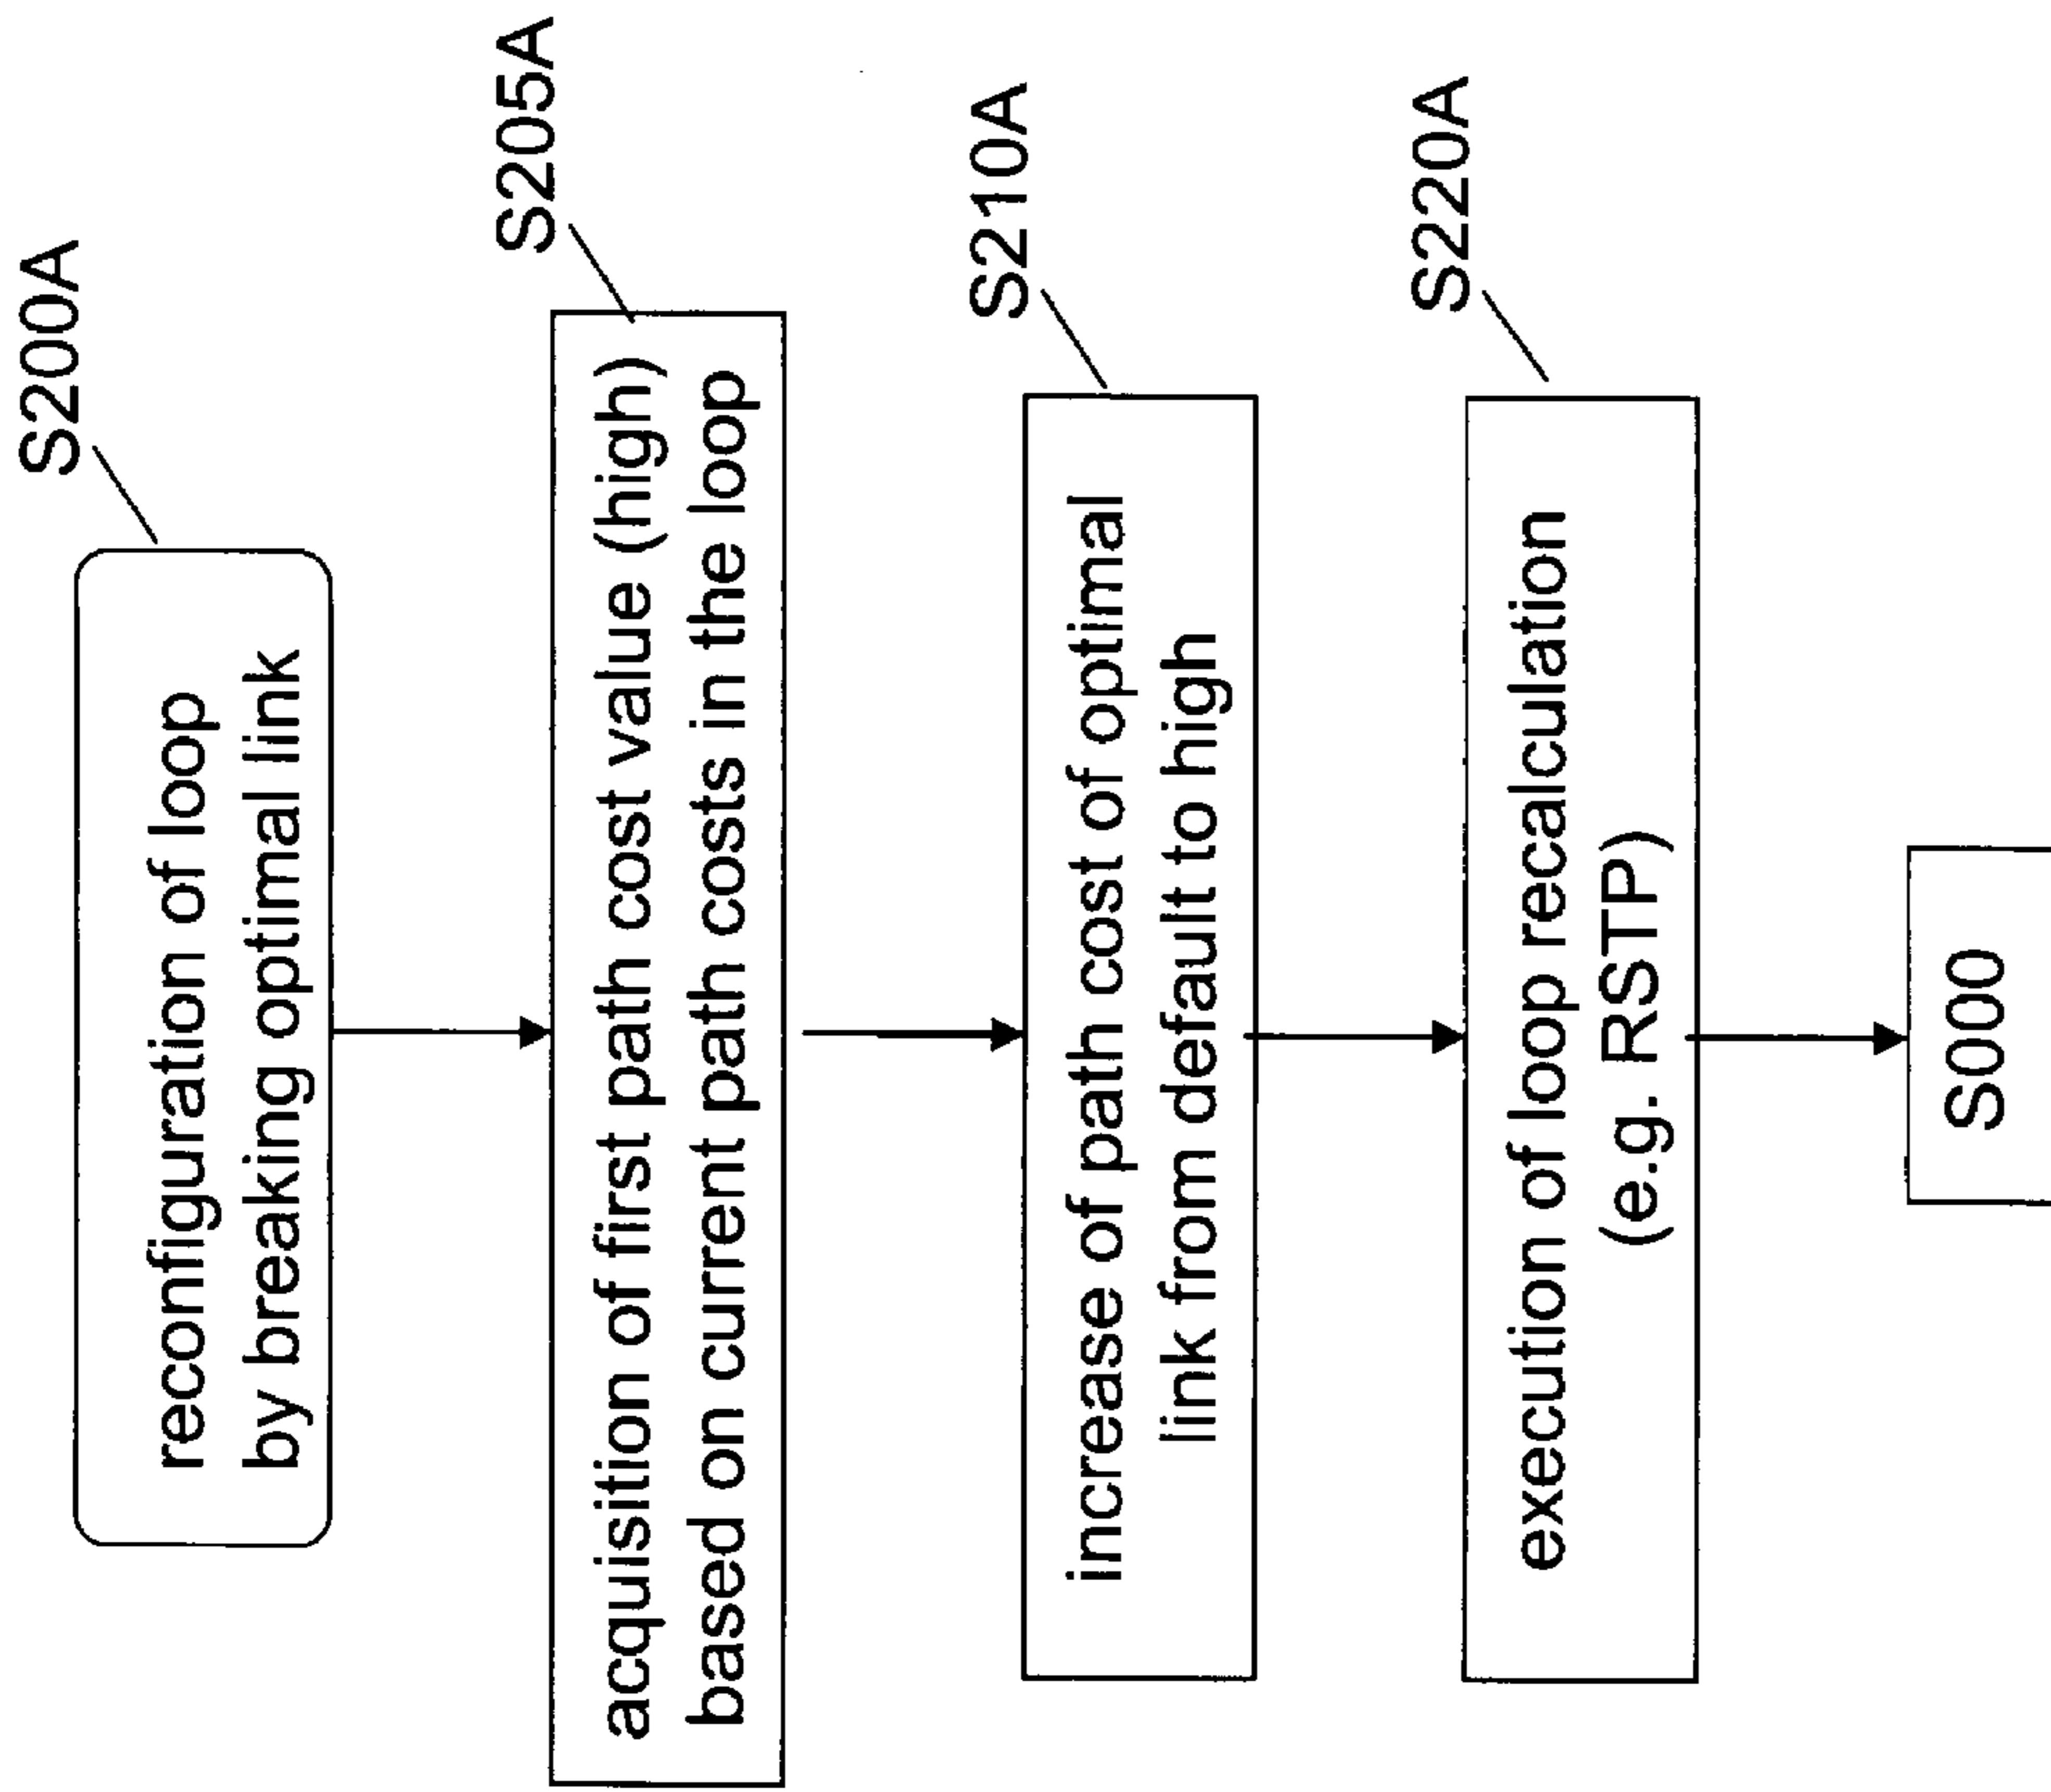 S200A
reconfiguration of loop
by breaking optimal link
S205A
acquisition of first path cost value (high)
based on current path costs in the loop
S210A
increase of path cost of optimal
link from default to high
S220A
execution of loop recalculation
(e.g. RSTP)
S000